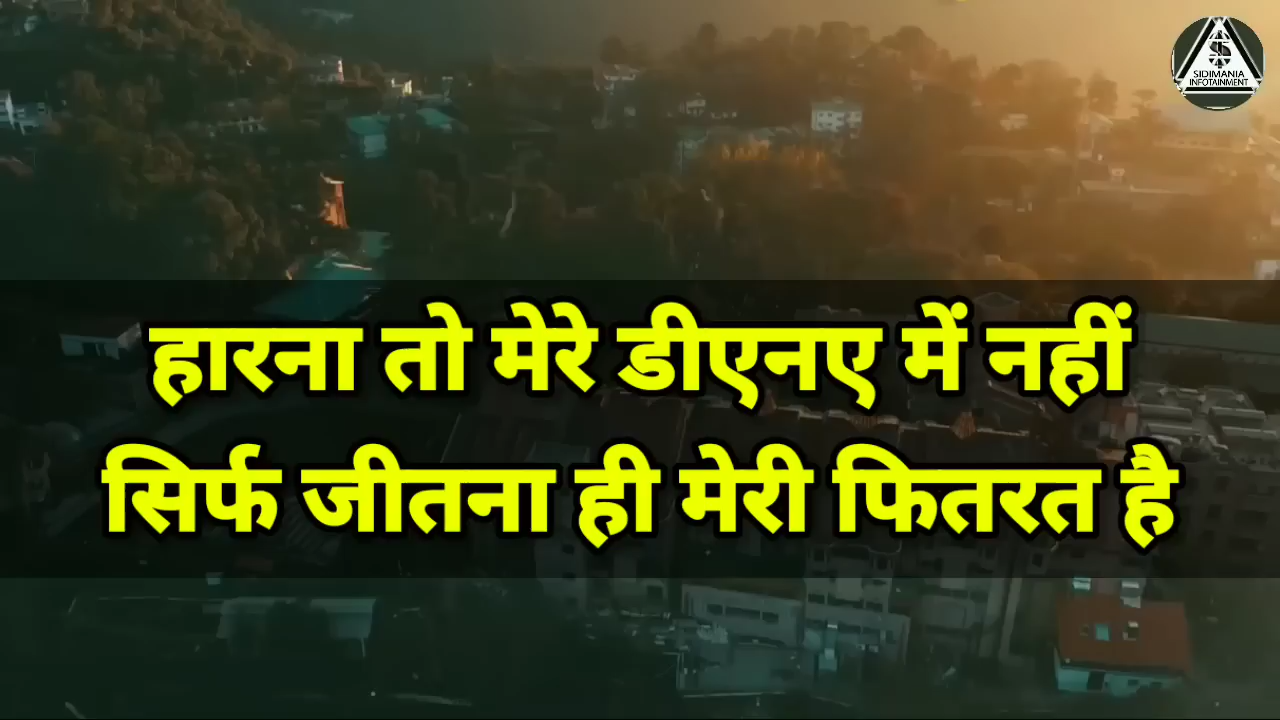 SIDIMANIA
INFOTAINMENT
हारना तो मेरे डीएनए में नहीं
सिर्फ जीतना ही मेरी फितरत है